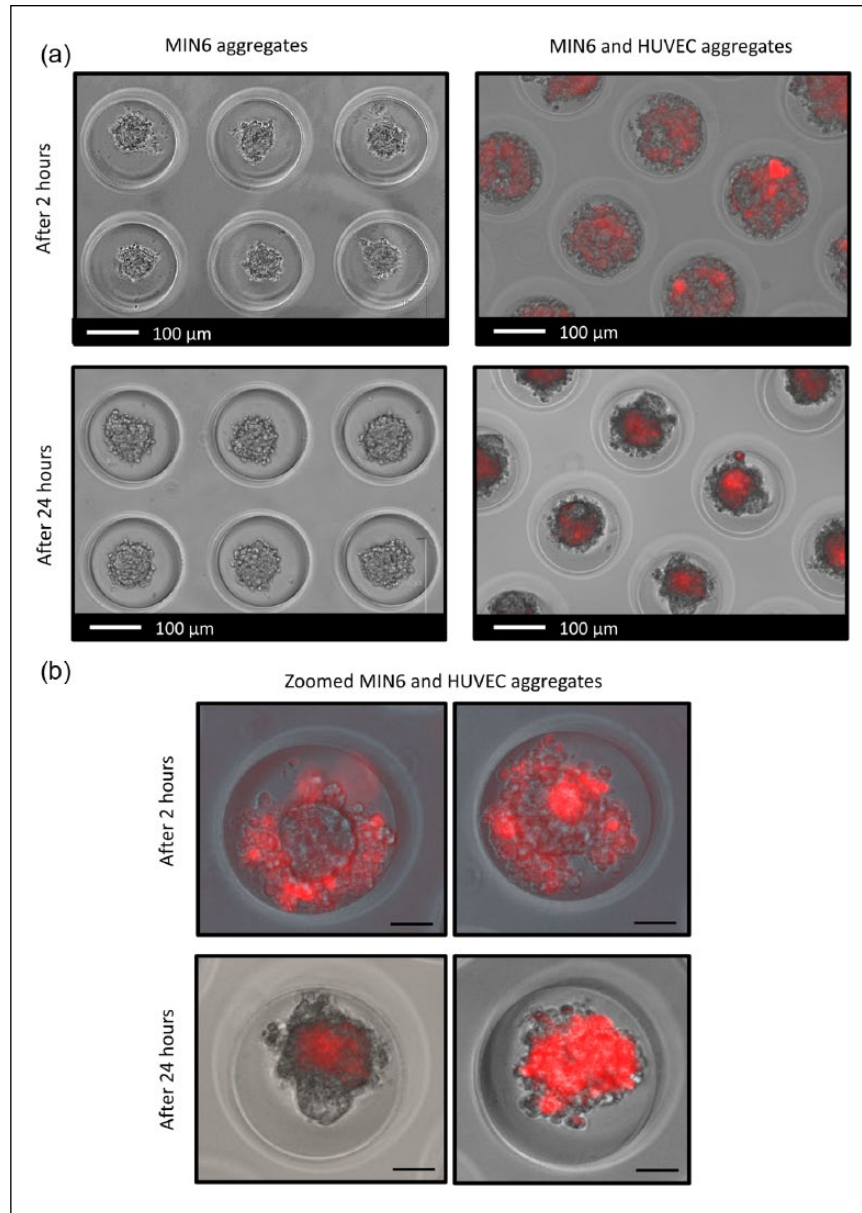 (a)
MIN6 aggregates
MIN6 and HUVEC aggregates
After 2 hours
100 μm
100 μm
After 24 hours
100 μm
100 μm
(b)
Zoomed MIN6 and HUVEC aggregates
After 2 hours
After 24 hours